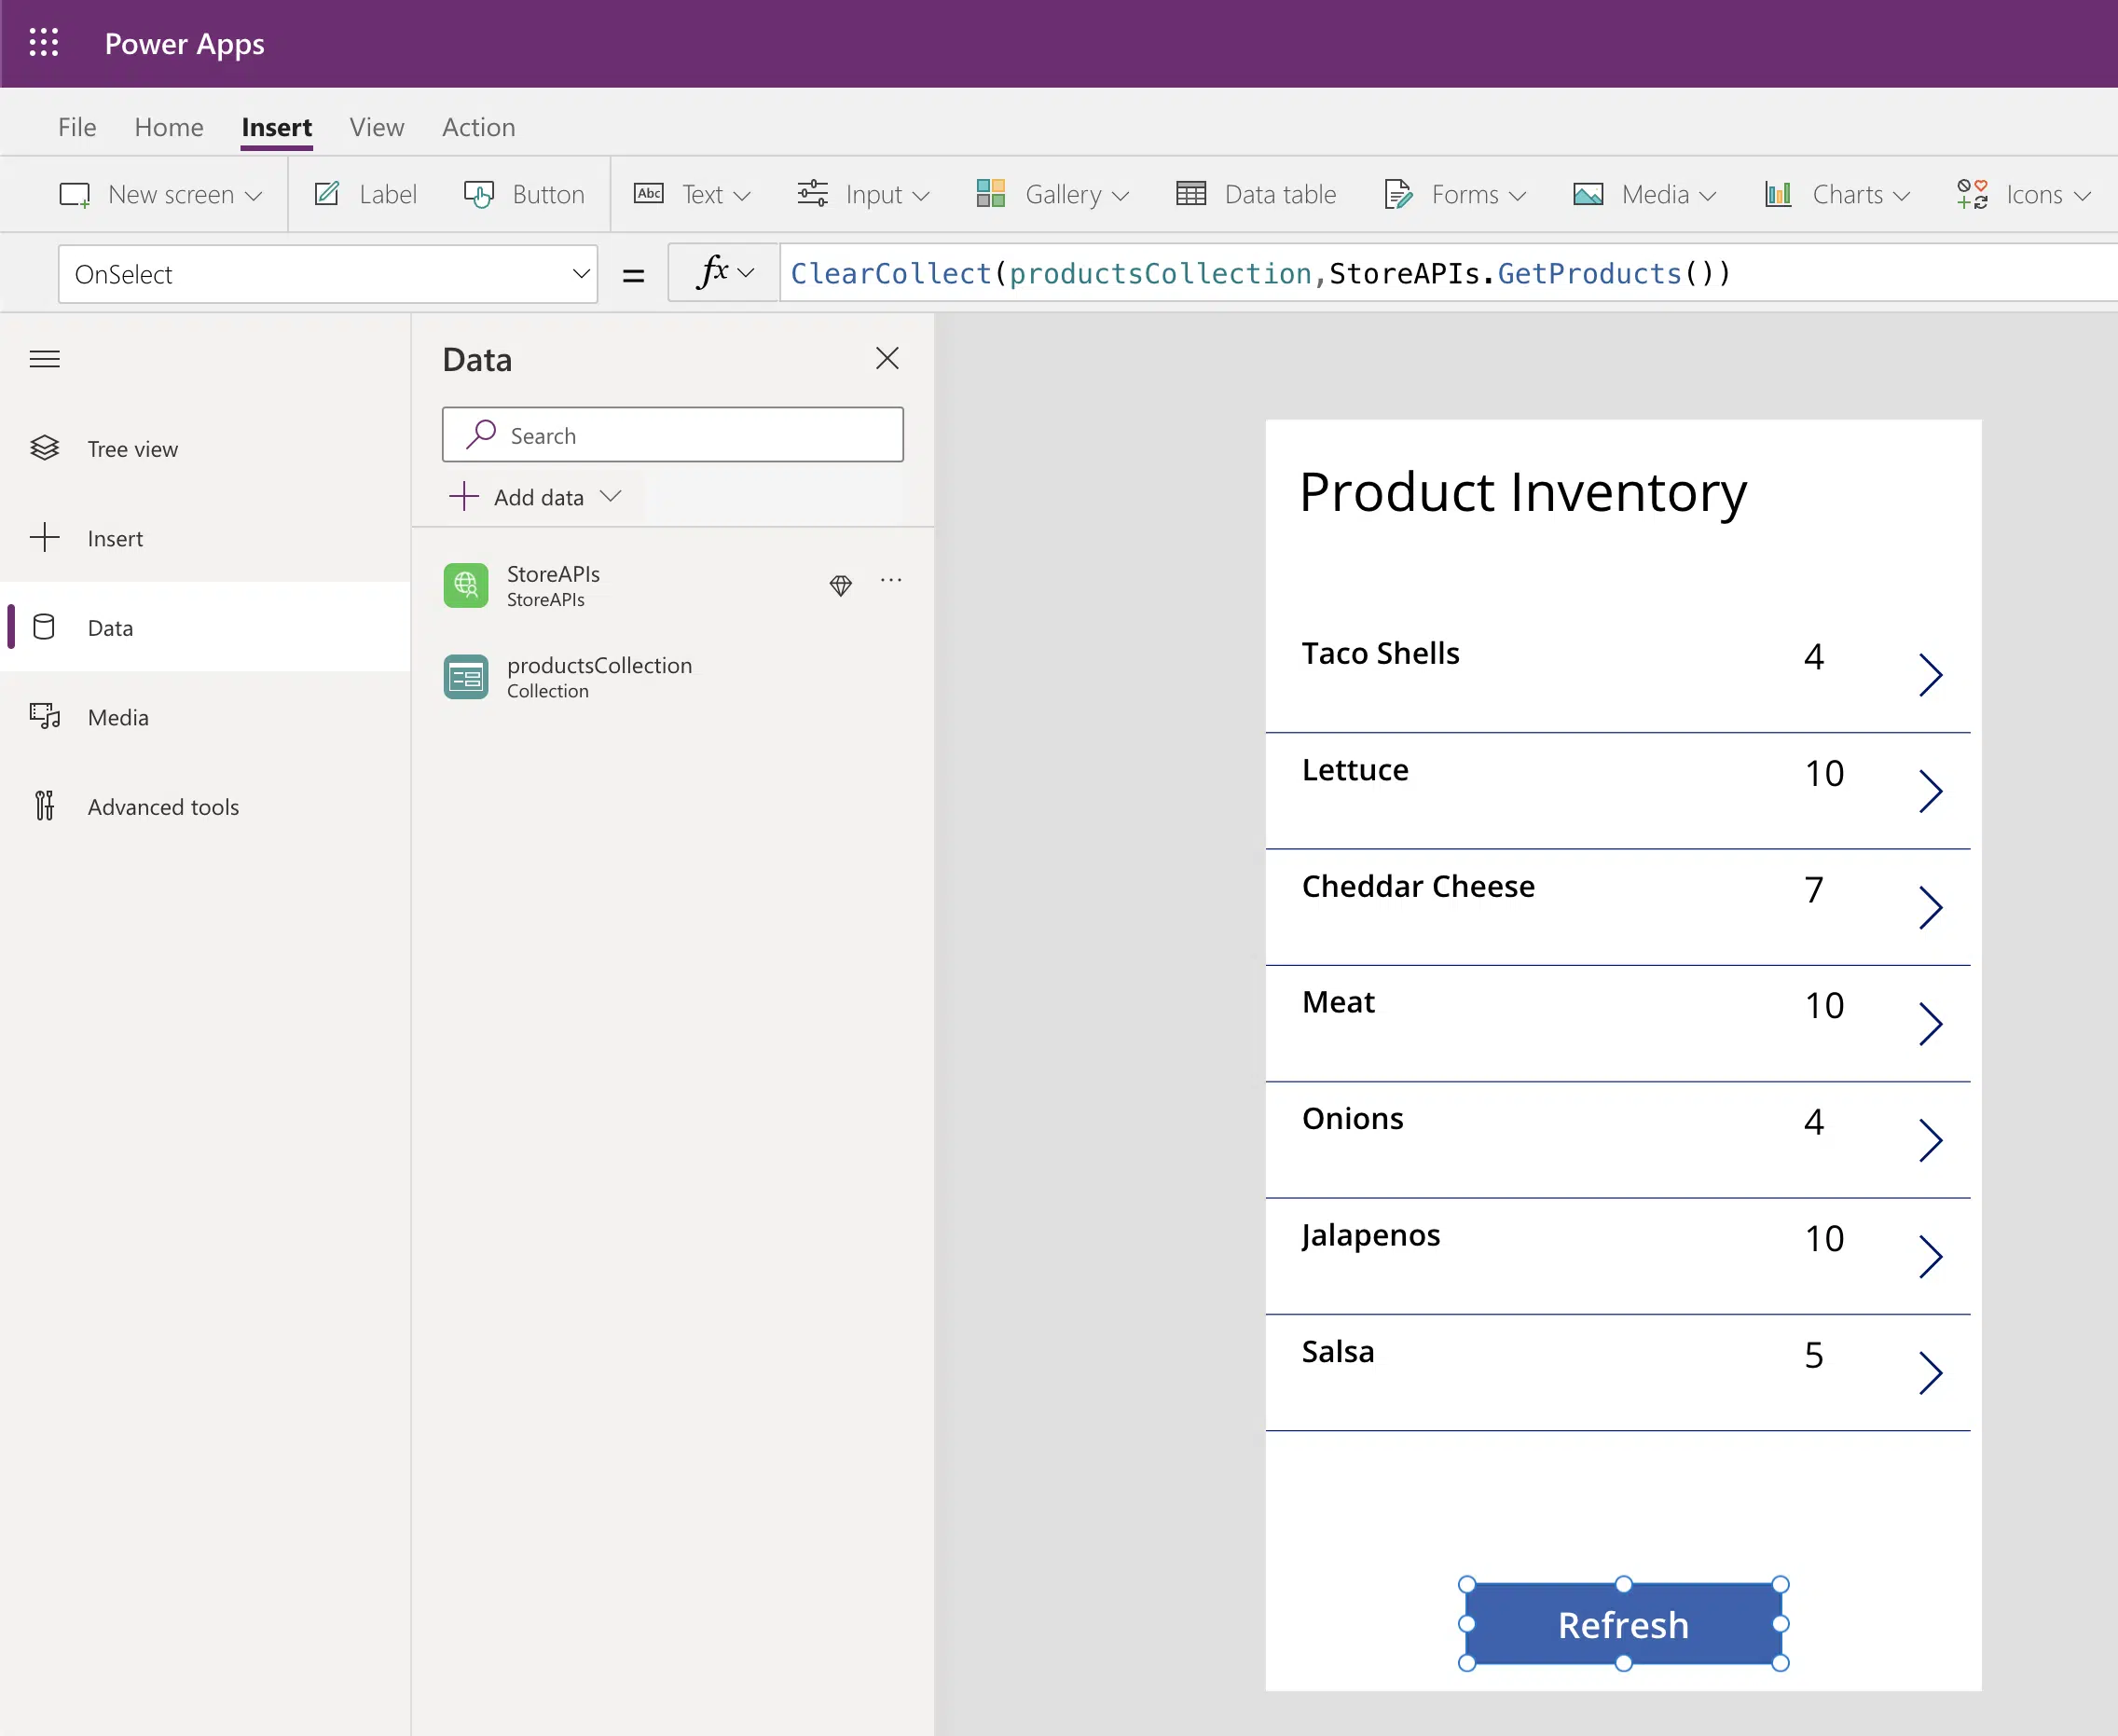 Power Apps
File Home Insert View Action
New screen Label Button Abc Text Input Gallery Data table Forms Media Charts Icons
OnSelect = fx ClearCollect(productsCollection,StoreAPIs.GetProducts())
Tree view
Insert
Data
Media
Advanced tools
Data
Search
Add data
StoreAPIs
StoreAPIs
productsCollection
Collection
Product Inventory
Taco Shells 4
Lettuce 10
Cheddar Cheese 7
Meat 10
Onions 4
Jalapenos 10
Salsa 5
Refresh